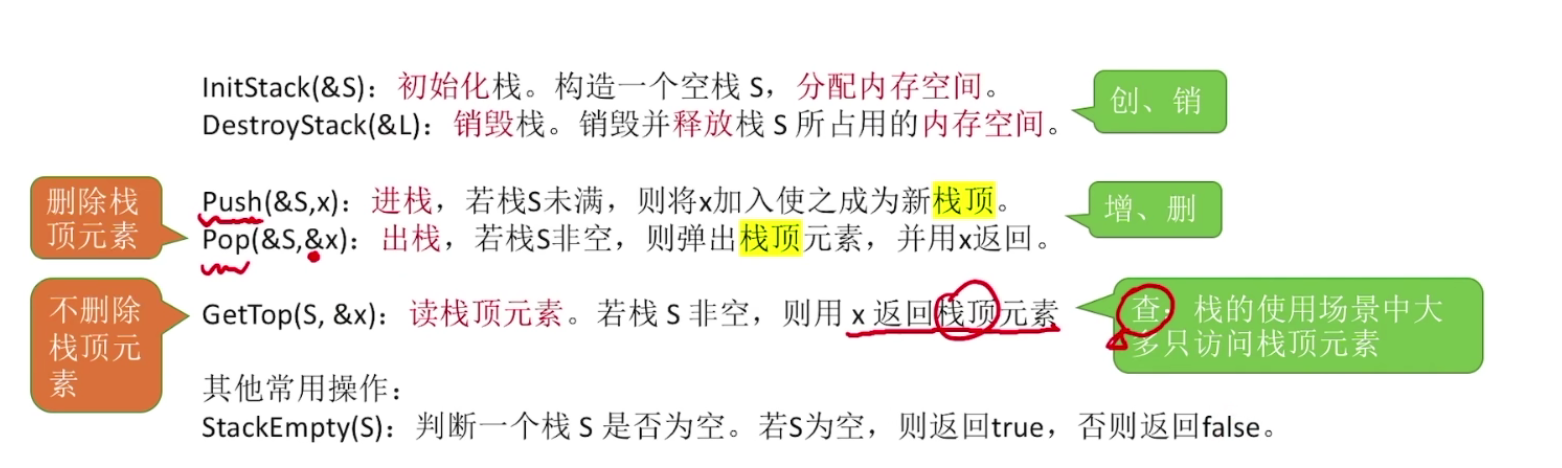 InitStack(&S)：初始化栈。构造一个空栈 S，分配内存空间。
DestroyStack(&L)：销毁栈。销毁并释放栈 S 所占用的内存空间。
创、销
删除栈
顶元素
Push(&S,x)：进栈，若栈S未满，则将x加入使之成为新栈顶。
Pop(&S,&x)：出栈，若栈S非空，则弹出栈顶元素，并用x返回。
增、删
不删除
栈顶元
素
GetTop(S, &x)：读栈顶元素。若栈 S 非空，则用 x 返回栈顶元素
查：栈的使用场景中大
多只访问栈顶元素
其他常用操作：
StackEmpty(S)：判断一个栈 S 是否为空。若S为空，则返回true，否则返回false。